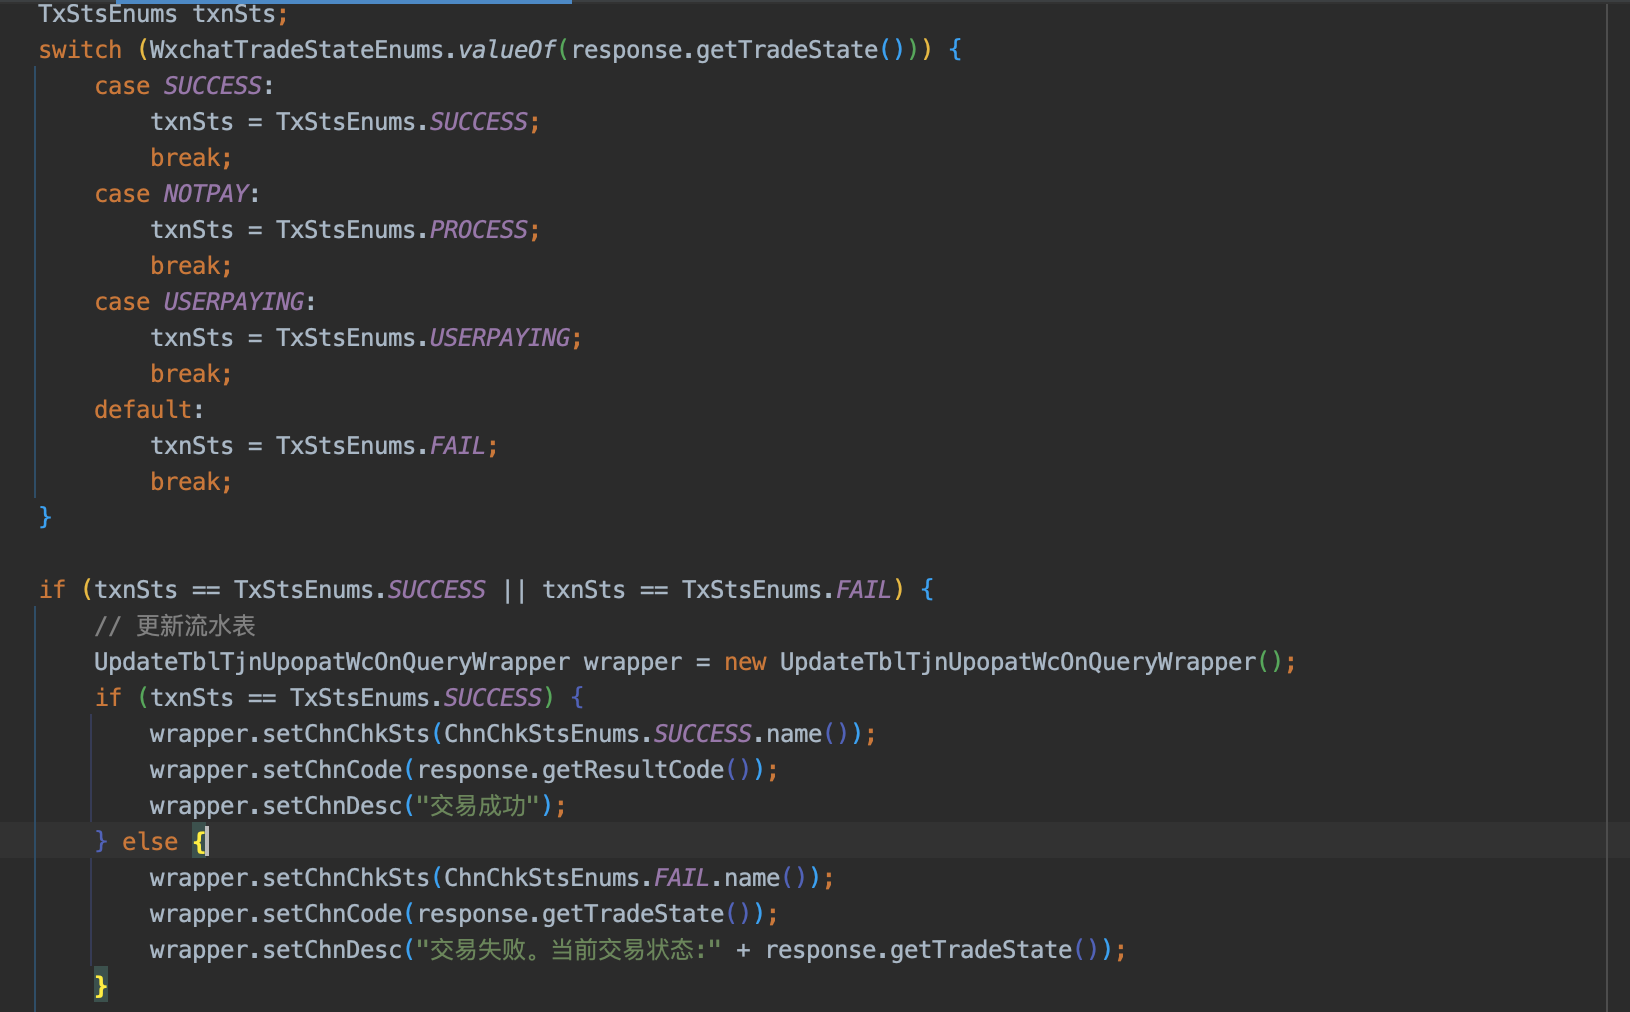 TxStsEnums txnSts;
switch (WxchatTradeStateEnums.valueOf(response.getTradeState())) {
    case SUCCESS:
        txnSts = TxStsEnums.SUCCESS;
        break;
    case NOTPAY:
        txnSts = TxStsEnums.PROCESS;
        break;
    case USERPAYING:
        txnSts = TxStsEnums.USERPAYING;
        break;
    default:
        txnSts = TxStsEnums.FAIL;
        break;
}

if (txnSts == TxStsEnums.SUCCESS || txnSts == TxStsEnums.FAIL) {
    // 更新流水表
    UpdateTblTjnUpopatWcOnQueryWrapper wrapper = new UpdateTblTjnUpopatWcOnQueryWrapper();
    if (txnSts == TxStsEnums.SUCCESS) {
        wrapper.setChnChkSts(ChnChkStsEnums.SUCCESS.name());
        wrapper.setChnCode(response.getResultCode());
        wrapper.setChnDesc("交易成功");
    } else {
        wrapper.setChnChkSts(ChnChkStsEnums.FAIL.name());
        wrapper.setChnCode(response.getTradeState());
        wrapper.setChnDesc("交易失败。当前交易状态:" + response.getTradeState());
    }